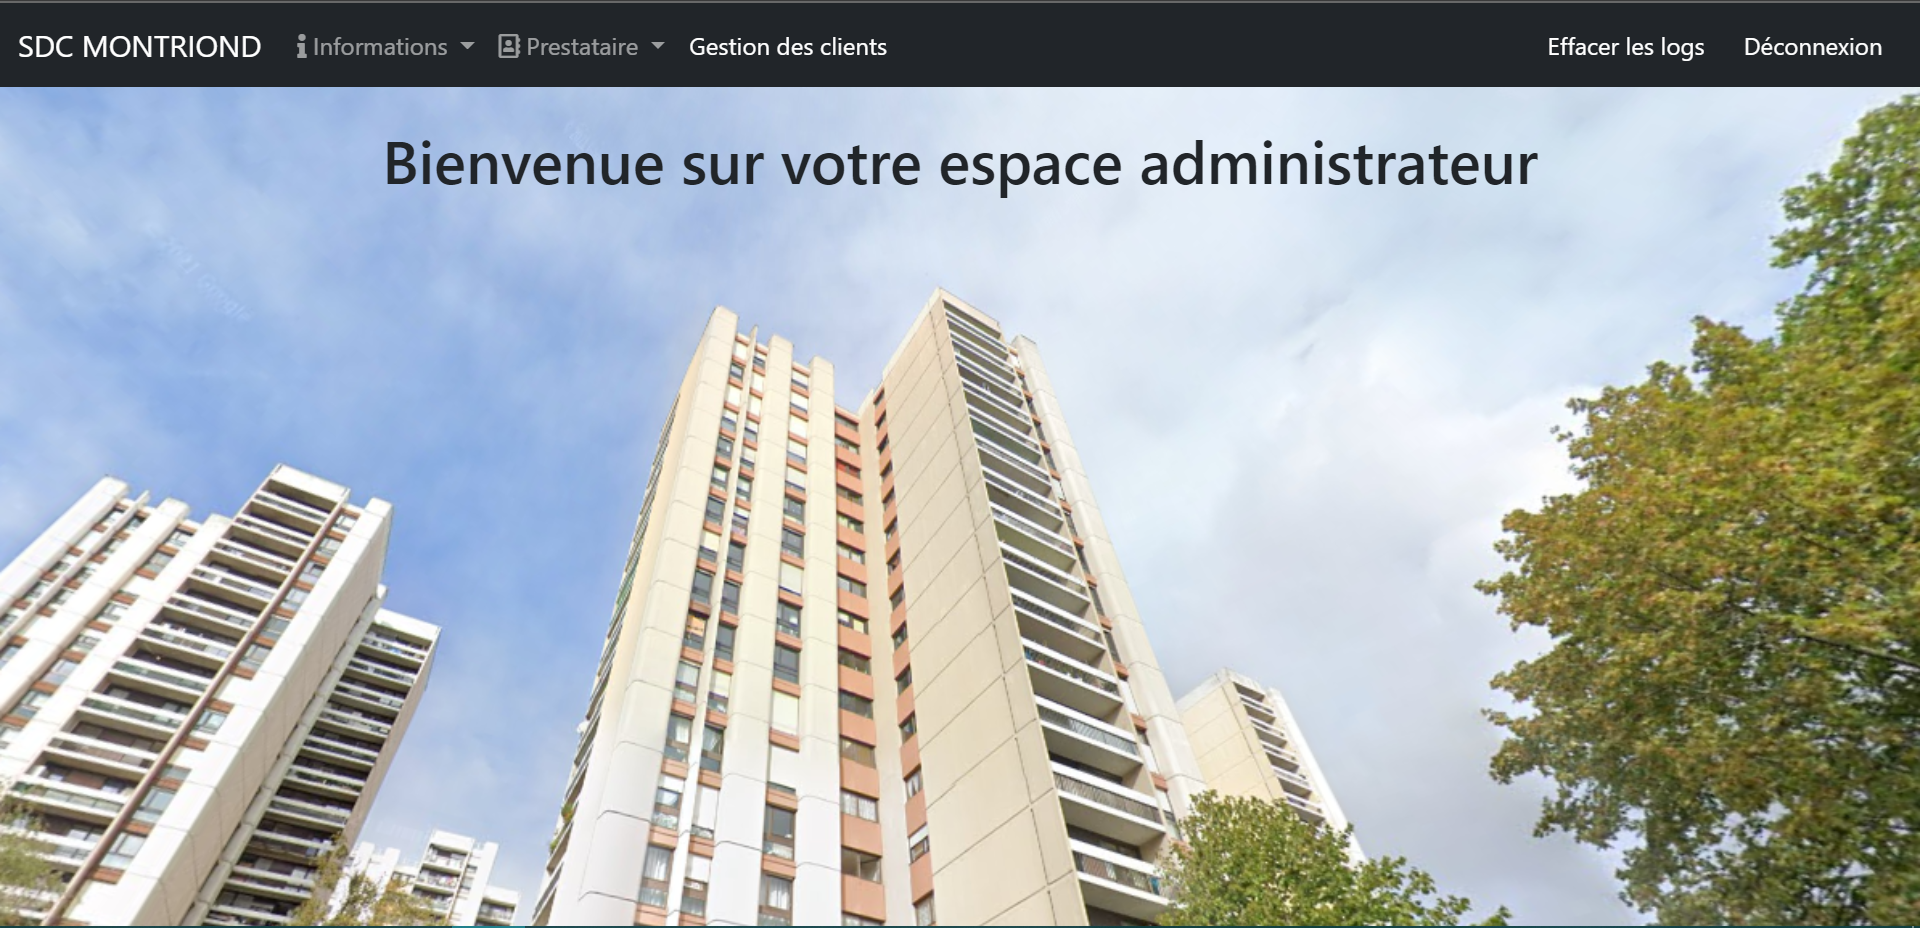 SDC MONTRIOND Informations Prestataire Gestion des clients Effacer les logs Déconnexion
Bienvenue sur votre espace administrateur